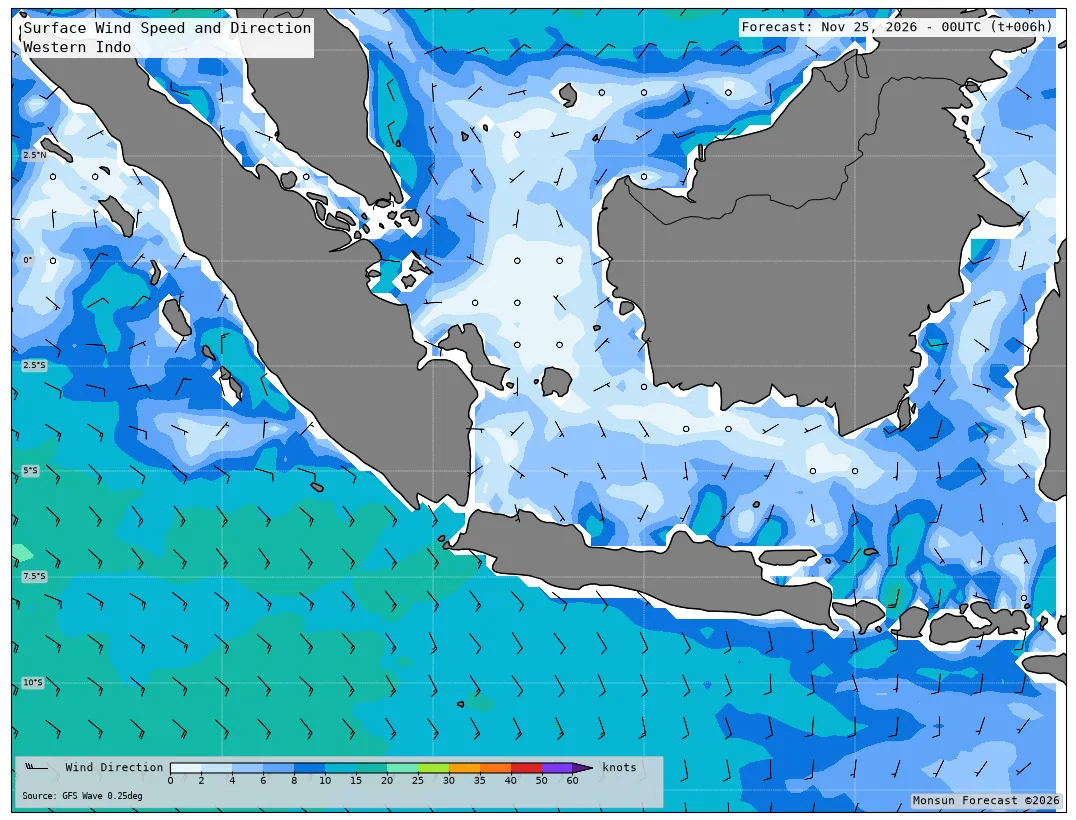 Surface Wind Speed and Direction
Western Indo
Forecast: Nov 25, 2026 - 00UTC (t+006h)
2.5°N
0°
2.5°S
5°S
7.5°S
10°S
Wind Direction
0 2 4 6 8 10 15 20 25 30 35 40 50 60
knots
Source: GFS Wave 0.25deg
Monsun Forecast ©2026